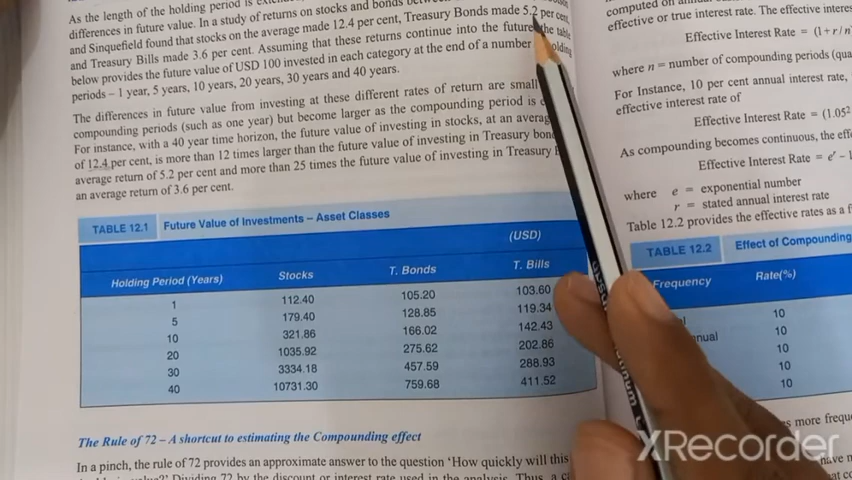 As the length of the holding period is
differences in future value. In a study of returns on stocks and bonds
and Sinquefield found that stocks on the average made 12.4 per cent, Treasury Bonds made 5.2 per cent,
and Treasury Bills made 3.6 per cent. Assuming that these returns continue into the future the table
below provides the future value of USD 100 invested in each category at the end of a number
periods – 1 year, 5 years, 10 years, 20 years, 30 years and 40 years.
The differences in future value from investing at these different rates of return are small
compounding periods (such as one year) but become larger as the compounding period is
For instance, with a 40 year time horizon, the future value of investing in stocks, at an
of 12.4 per cent, is more than 12 times larger than the future value of investing in Treasury
average return of 5.2 per cent and more than 25 times the future value of investing in Treasury
an average return of 3.6 per cent.
TABLE 12.1 Future Value of Investments – Asset Classes
(USD)
Holding Period (Years) Stocks T. Bonds T. Bills
1 112.40 105.20 103.60
5 179.40 128.85 119.34
10 321.86 166.02 142.43
20 1035.92 275.62 202.86
30 3334.18 457.59 288.93
40 10731.30 759.68 411.52
The Rule of 72 – A shortcut to estimating the Compounding effect
In a pinch, the rule of 72 provides an approximate answer to the question 'How quickly will this
Dividing 72 by the discount or interest rate used in the analysis. Thus, a
computed on
effective or true interest rate. The effective
Effective Interest Rate = (1+r/n)
where n = number of compounding periods
For Instance, 10 per cent annual interest rate,
effective interest rate of
Effective Interest Rate = (1.052
As compounding becomes continuous, the
Effective Interest Rate =
where e = exponential number
r = stated annual interest rate
Table 12.2 provides the effective rates as a
TABLE 12.2 Effect of Compounding
Frequency Rate(%)
10
10
10
10
10
more
XRecorder